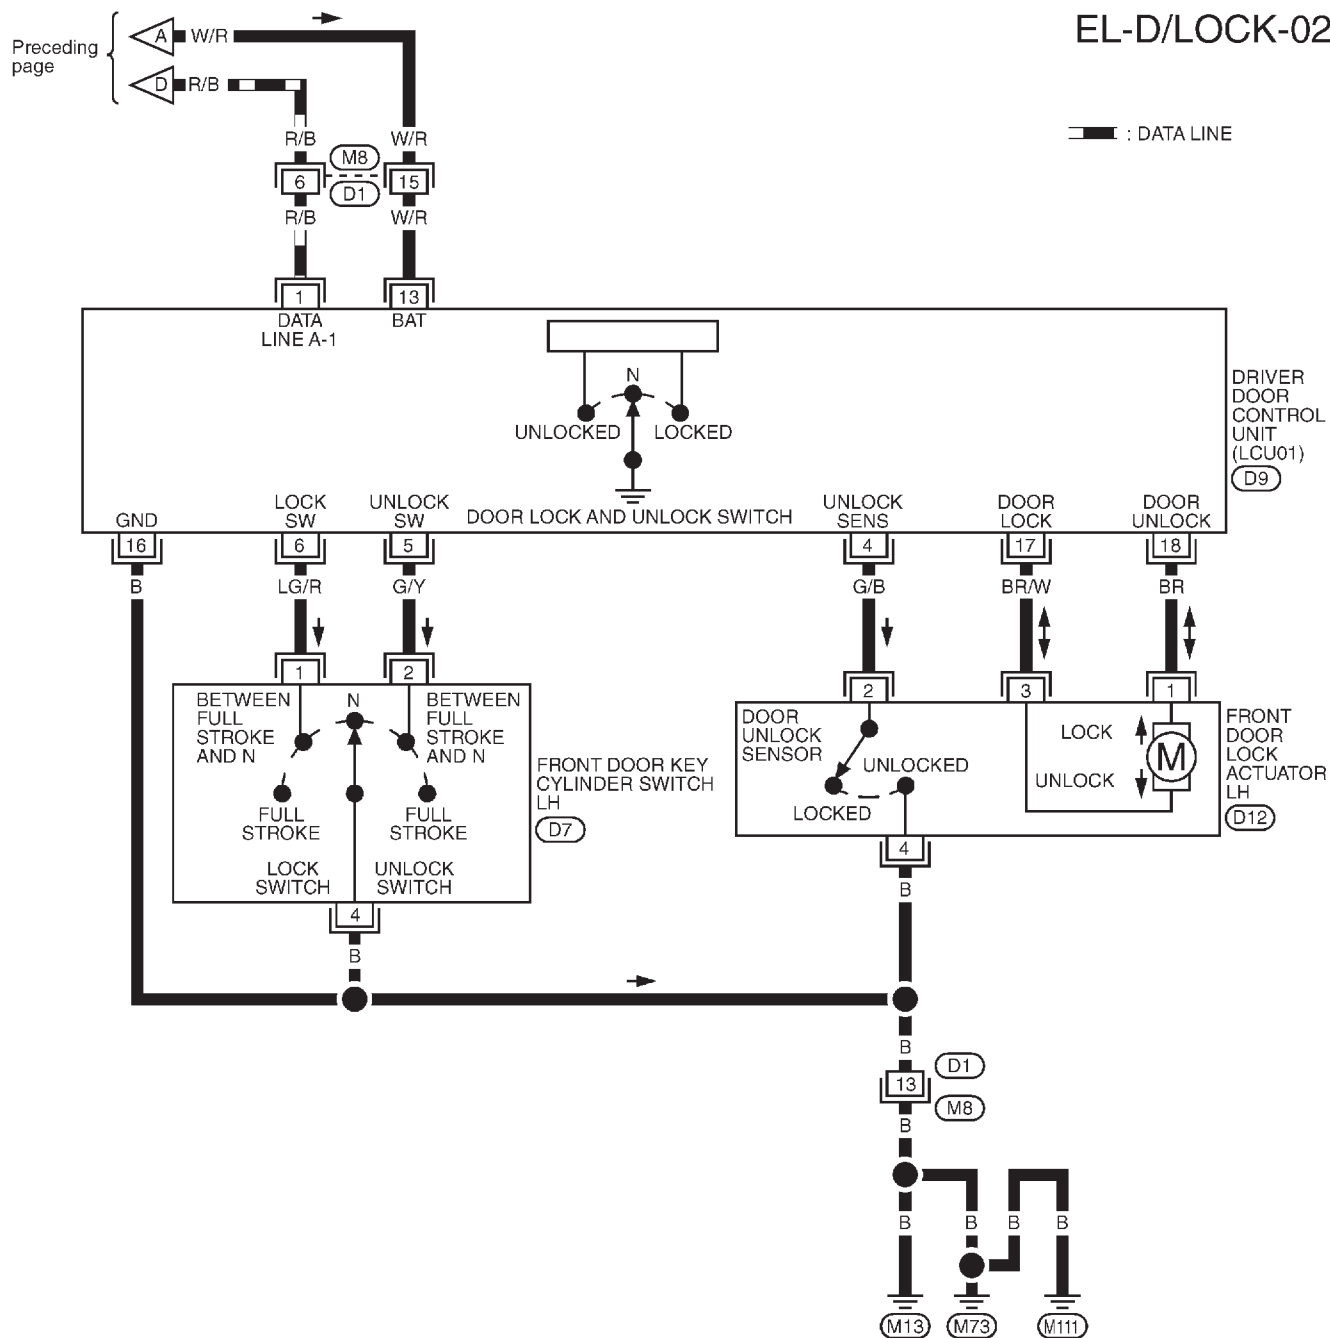 EL-D/LOCK-02
Preceding
page
A
W/R
D
R/B
: DATA LINE
R/B
W/R
M8
6
15
D1
R/B
W/R
1
13
DATA
LINE A-1
BAT
N
UNLOCKED
LOCKED
DRIVER
DOOR
CONTROL
UNIT
(LCU01)
D9
GND
LOCK
SW
UNLOCK
SW
DOOR LOCK AND UNLOCK SWITCH
UNLOCK
SENS
DOOR
LOCK
DOOR
UNLOCK
16
6
5
4
17
18
B
LG/R
G/Y
G/B
BR/W
BR
1
2
2
3
1
BETWEEN
FULL
STROKE
AND N
N
BETWEEN
FULL
STROKE
AND N
FULL
STROKE
FULL
STROKE
LOCK
SWITCH
UNLOCK
SWITCH
FRONT DOOR KEY
CYLINDER SWITCH
LH
D7
DOOR
UNLOCK
SENSOR
UNLOCKED
LOCKED
LOCK
UNLOCK
M
FRONT
DOOR
LOCK
ACTUATOR
LH
D12
4
4
B
B
B
D1
13
M8
B
B
B
B
B
M13
M73
M111